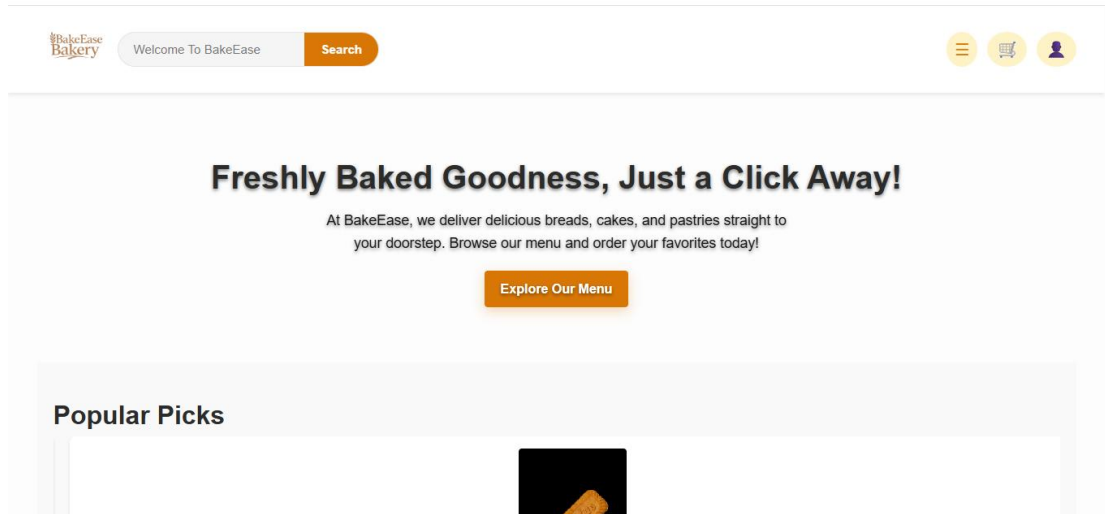 BakeEase
Bakery
Welcome To BakeEase
Search
Freshly Baked Goodness, Just a Click Away!
At BakeEase, we deliver delicious breads, cakes, and pastries straight to
your doorstep. Browse our menu and order your favorites today!
Explore Our Menu
Popular Picks